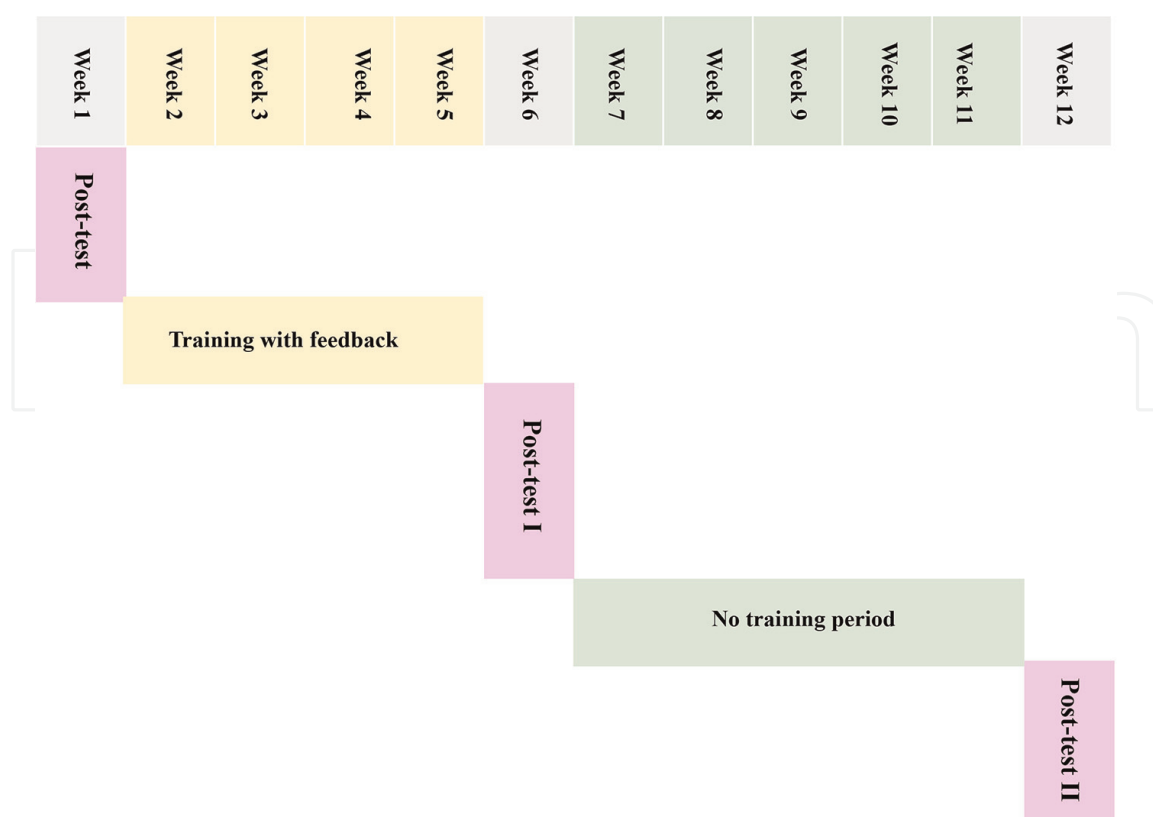 Week 1
Week 2
Week 3
Week 4
Week 5
Week 6
Week 7
Week 8
Week 9
Week 10
Week 11
Week 12
Post-test
Training with feedback
Post-test I
No training period
Post-test II